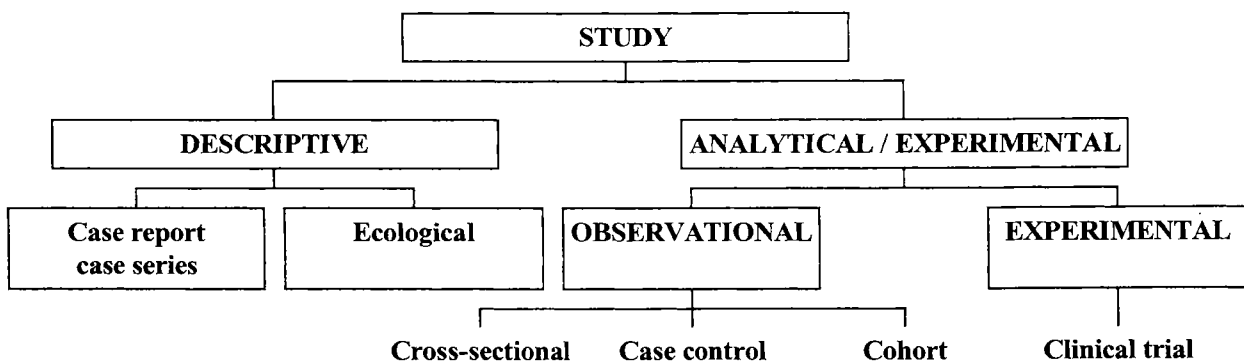 STUDY
DESCRIPTIVE
ANALYTICAL / EXPERIMENTAL
Case report
case series
Ecological
OBSERVATIONAL
EXPERIMENTAL
Cross-sectional
Case control
Cohort
Clinical trial